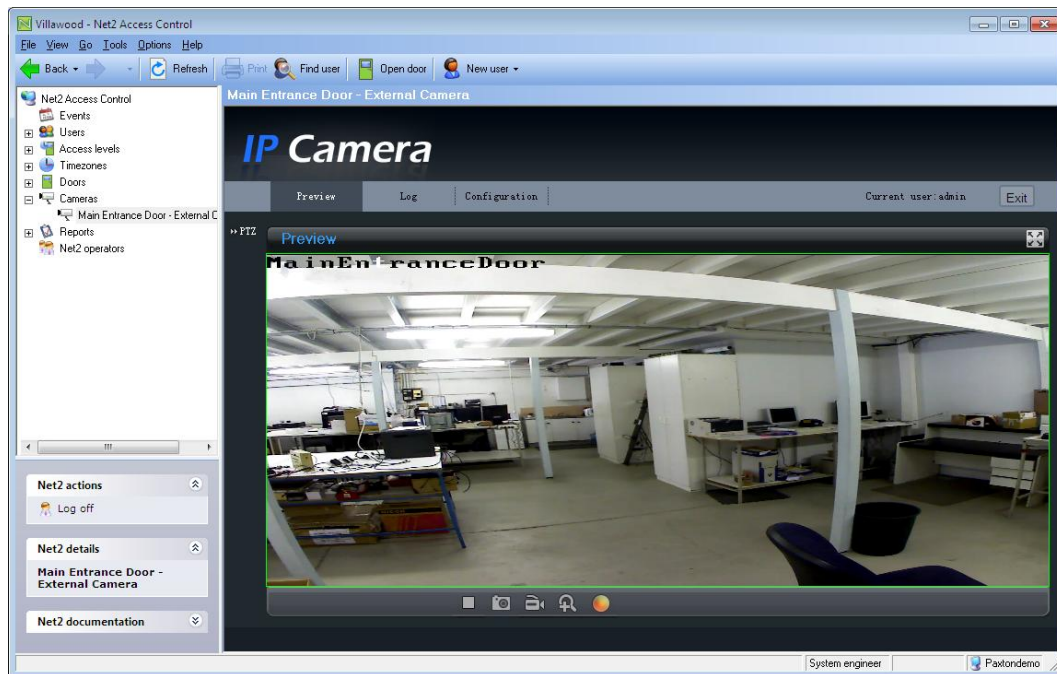 Villawood - Net2 Access Control
File View Go Tools Options Help
Back Refresh Print Find user Open door New user
Net2 Access Control
Events
Users
Access levels
Timezones
Doors
Cameras
Main Entrance Door - External C
Reports
Net2 operators
Net2 actions
Log off
Net2 details
Main Entrance Door -
External Camera
Net2 documentation
Main Entrance Door - External Camera
IP Camera
Preview Log Configuration Current user:admin Exit
PTZ
Preview
MainEntranceDoor
System engineer Paxtondemo